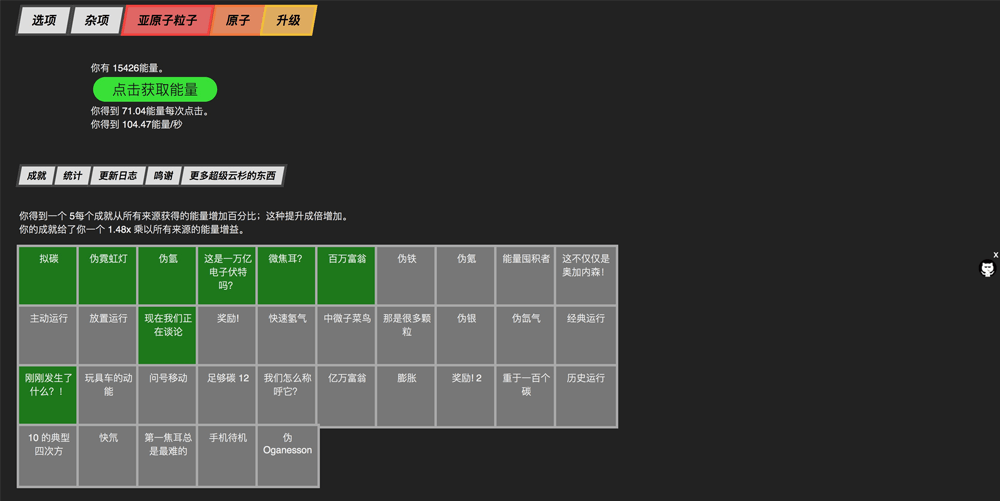 选项 杂项 亚原子粒子 原子 升级
你有 15426能量。
点击获取能量
你得到 71.04能量每次点击。
你得到 104.47能量/秒
成就 统计 更新日志 鸣谢 更多超级云杉的东西
你得到一个 5每个成就从所有来源获得的能量增加百分比；这种提升成倍增加。
你的成就给了你一个 1.48x 乘以所有来源的能量增益。
x
拟碳 伪霓虹灯 伪氩 这是一万亿 微焦耳？ 百万富翁 伪铁 伪氪 能量囤积者 这不仅仅是
电子伏特 奥加内森！
吗？
主动运行 放置运行 现在我们正 奖励! 快速氢气 中微子菜鸟 那是很多颗 伪银 伪氙气 经典运行
在谈论 粒
刚刚发生了 玩具车的动 问号移动 足够碳 12 我们怎么称 亿万富翁 膨胀 奖励! 2 重于一百个 历史运行
什么？！ 能 呼它？ 碳
10 的典型 快氘 第一焦耳总 手机待机 伪
四次方 是最难的 Oganesson